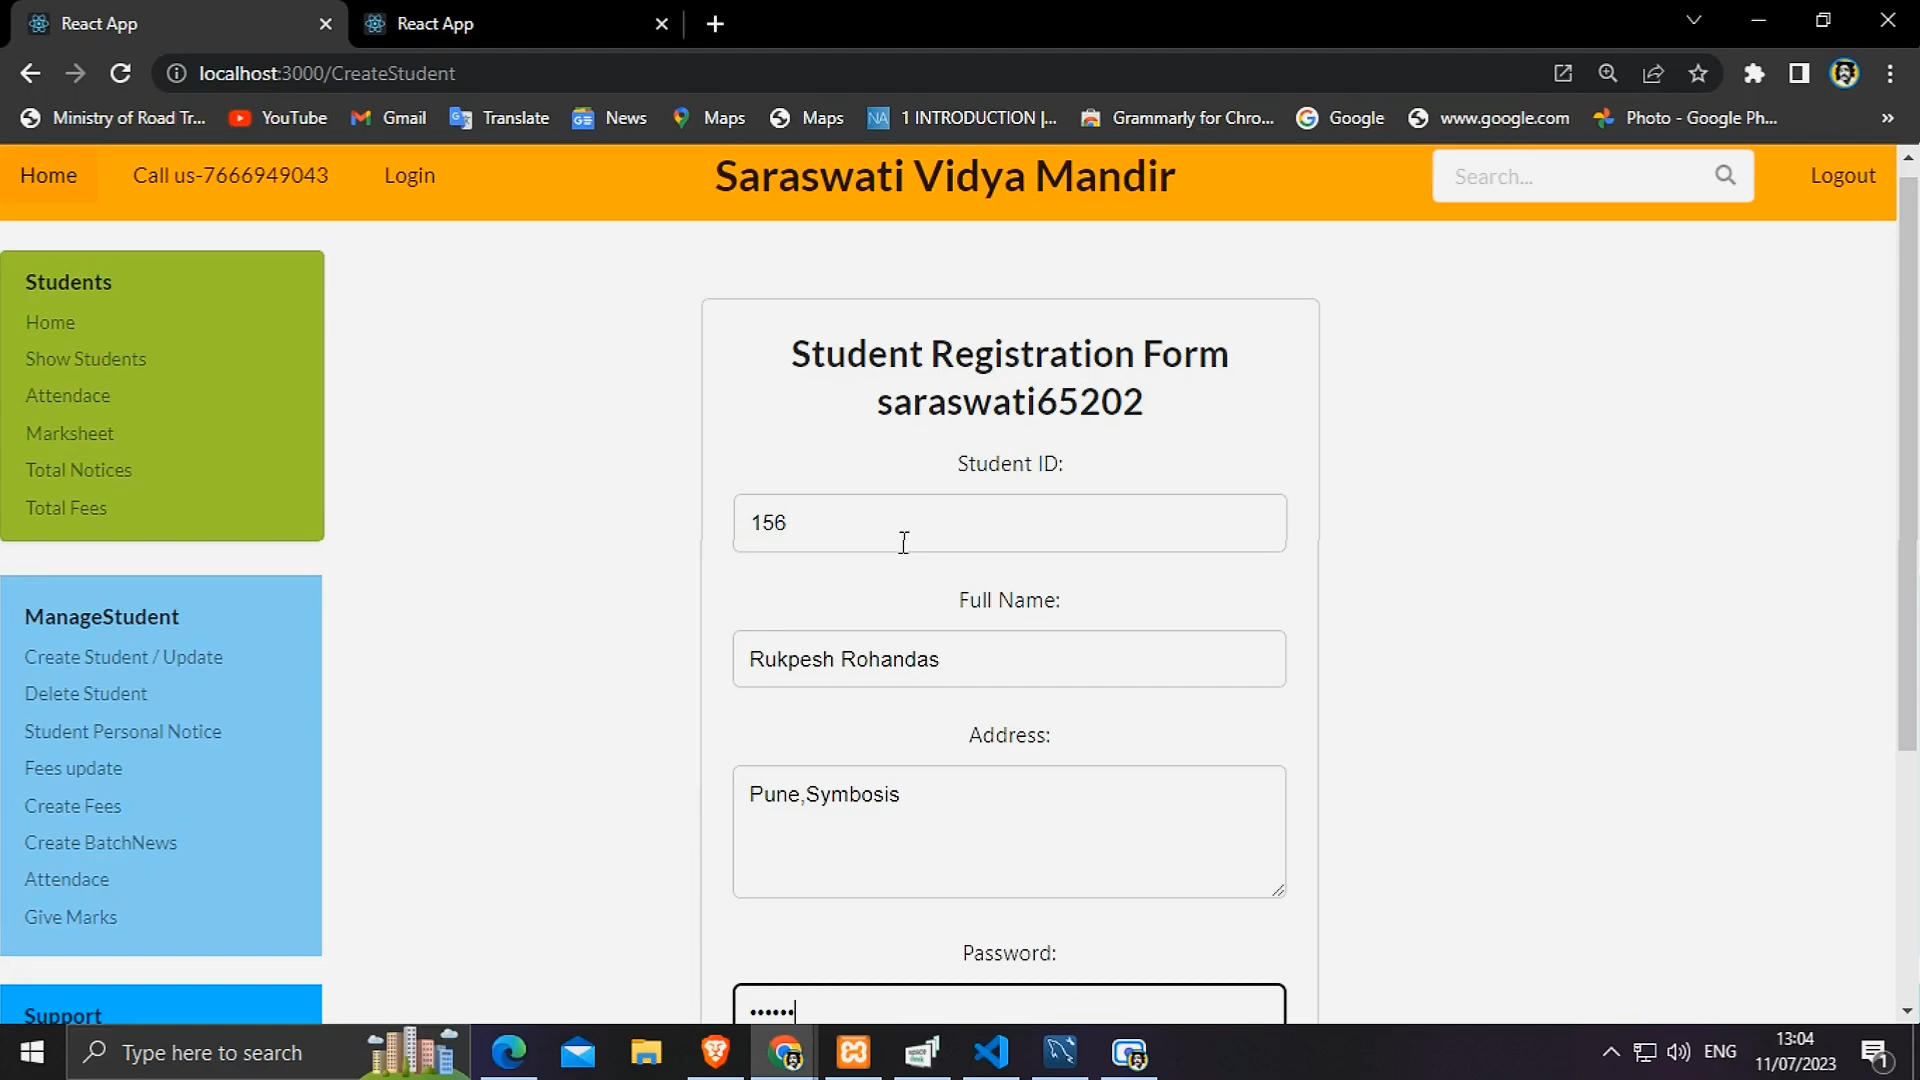 React App
React App
localhost:3000/CreateStudent
Ministry of Road Tr...
YouTube
Gmail
Translate
News
Maps
Maps
1 INTRODUCTION |...
Grammarly for Chro...
Google
www.google.com
Photo - Google Ph...
Home
Call us-7666949043
Login
Saraswati Vidya Mandir
Search...
Logout
Students
Home
Show Students
Attendace
Marksheet
Total Notices
Total Fees
ManageStudent
Create Student / Update
Delete Student
Student Personal Notice
Fees update
Create Fees
Create BatchNews
Attendace
Give Marks
Support
Student Registration Form
saraswati65202
Student ID:
156
Full Name:
Rukpesh Rohandas
Address:
Pune,Symbosis
Password:
••••••
Type here to search
ENG
13:04
11/07/2023
1